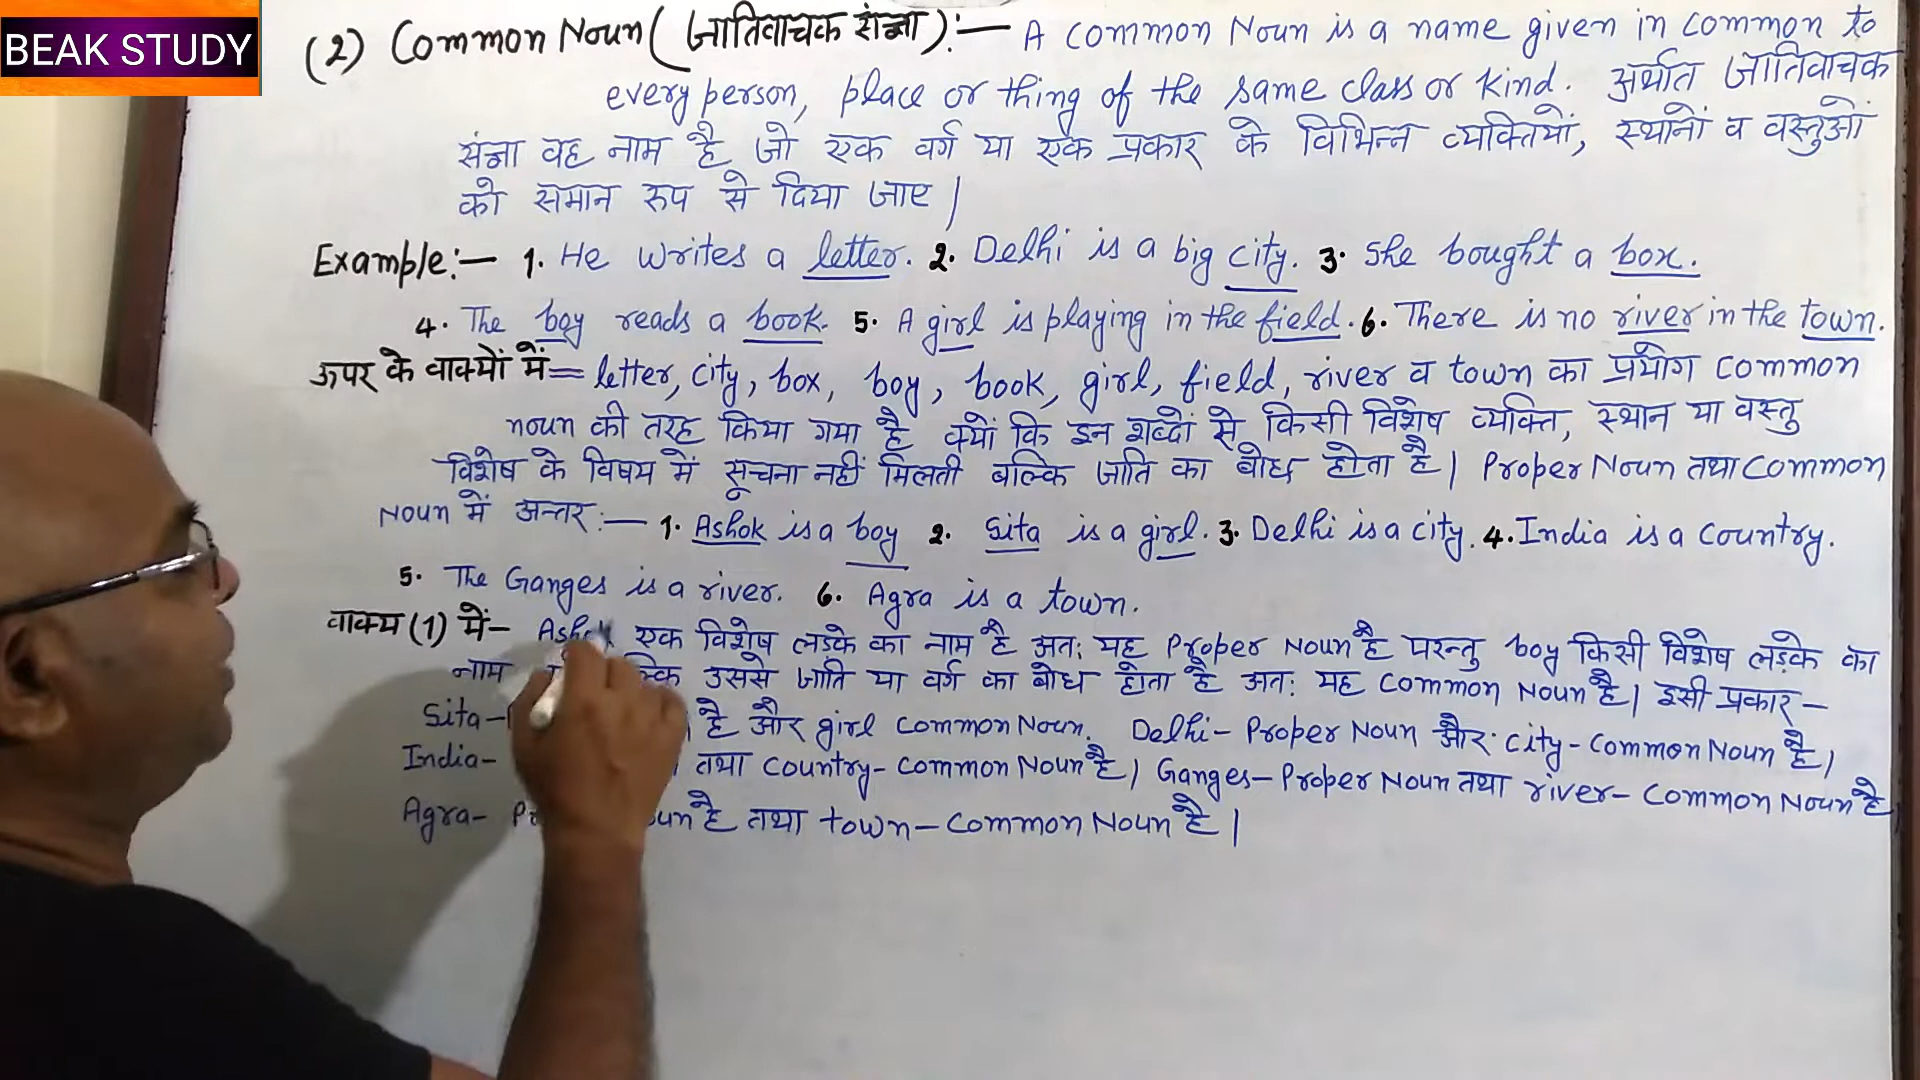 BEAK STUDY
(2) Common Noun (जातिवाचक संज्ञा) :— A Common Noun is a name given in common to
every person, place or thing of the same class or kind. अर्थात जातिवाचक
संज्ञा वह नाम है जो एक वर्ग या एक प्रकार के विभिन्न व्यक्तियों, स्थानों व वस्तुओं
को समान रुप से दिया जाए |
Example:— 1. He writes a letter. 2. Delhi is a big city. 3. She bought a box.
4. The boy reads a book. 5. A girl is playing in the field. 6. There is no river in the town.
ऊपर के वाक्यों में= letter, city, box, boy, book, girl, field, river व town का प्रयोग common
noun की तरह किया गया है क्यों कि इन शब्दों से किसी विशेष व्यक्ति, स्थान या वस्तु
विशेष के विषय में सूचना नहीं मिलती बल्कि जाति का बोध होता है | Proper Noun तथा Common
Noun में अन्तर :— 1. Ashok is a boy 2. Sita is a girl. 3. Delhi is a city. 4. India is a country.
5. The Ganges is a river. 6. Agra is a town.
वाक्य (1) में— एक विशेष लड़के का नाम है अत: यह Proper Noun है परन्तु boy किसी विशेष लड़के का
नाम उससे जाति या वर्ग का बोध होता है अत: यह Common Noun है | इसी प्रकार —
Sita— है और girl Common Noun. Delhi— Proper Noun और city— Common Noun है |
India— तथा country— Common Noun है | Ganges— Proper Noun तथा river— Common Noun है
Agra— है तथा town— Common Noun है |